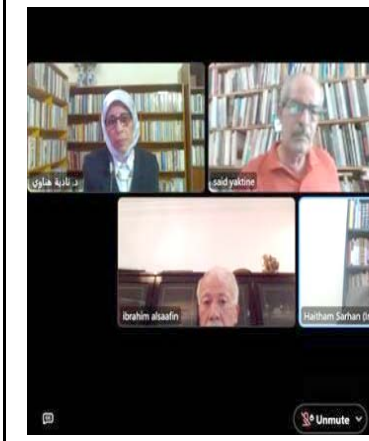 د. نادية هناوي
said yaktine
ibrahim alsaafin
Haitham Sarhan
Unmute